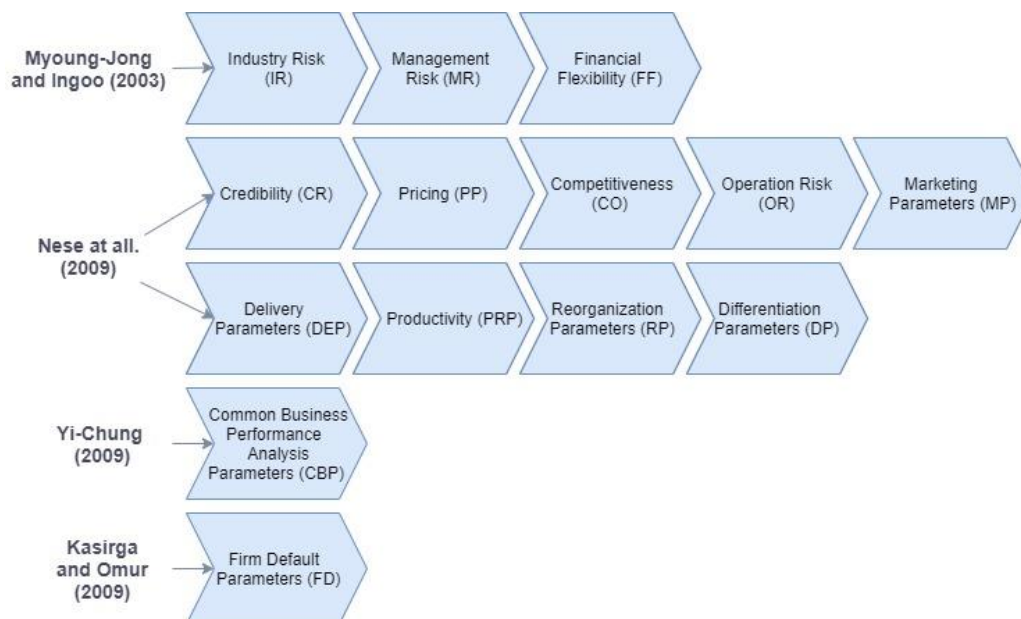 Myoung-Jong
and Ingoo (2003)
Industry Risk
(IR)
Management
Risk (MR)
Financial
Flexibility (FF)
Nese at all.
(2009)
Credibility (CR)
Pricing (PP)
Competitiveness
(CO)
Operation Risk
(OR)
Marketing
Parameters (MP)
Delivery
Parameters (DEP)
Productivity (PRP)
Reorganization
Parameters (RP)
Differentiation
Parameters (DP)
Yi-Chung
(2009)
Common Business
Performance
Analysis
Parameters (CBP)
Kasirga
and Omur
(2009)
Firm Default
Parameters (FD)